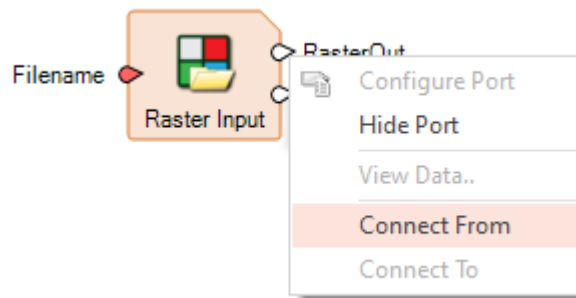 RasterOut
Filename
Configure Port
Raster Input
Hide Port
View Data..
Connect From
Connect To